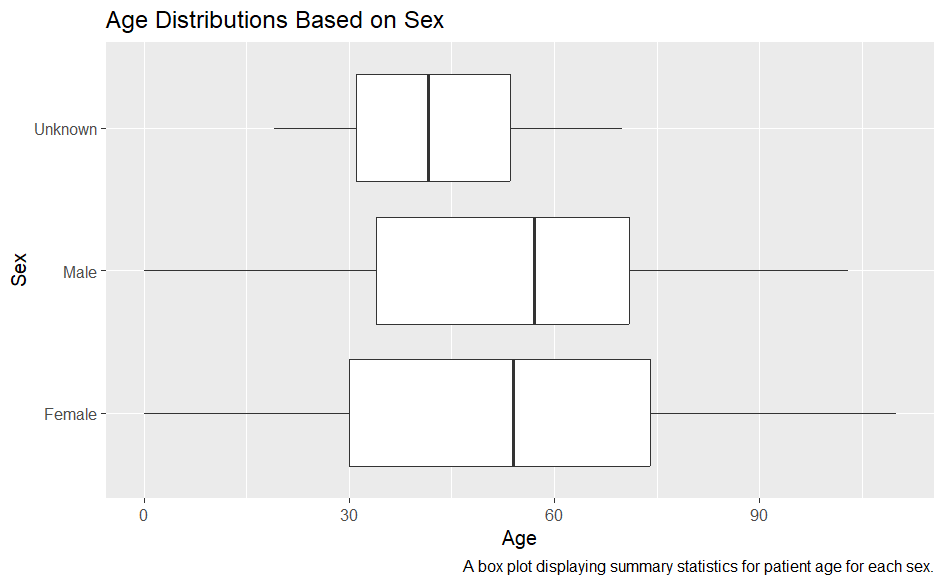 Age Distributions Based on Sex
Sex
Unknown
Male
Female
0 30 60 90
Age
A box plot displaying summary statistics for patient age for each sex.